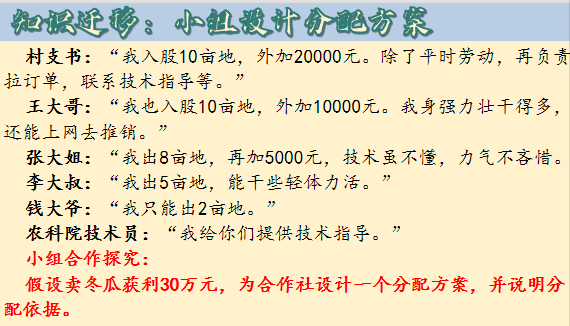 知识迁移：小组设计分配方案
村支书：“我入股10亩地，外加20000元。除了平时劳动，再负责
拉订单，联系技术指导等。”
王大哥：“我也入股10亩地，外加10000元。我身强力壮干得多，
还能上网去推销。”
张大姐：“我出8亩地，再加5000元，技术虽不懂，力气不吝惜。
李大叔：“我出5亩地，能干些轻体力活。”
钱大爷：“我只能出2亩地。”
农科院技术员：“我给你们提供技术指导。”
小组合作探究：
假设卖冬瓜获利30万元，为合作社设计一个分配方案，并说明分
配依据。